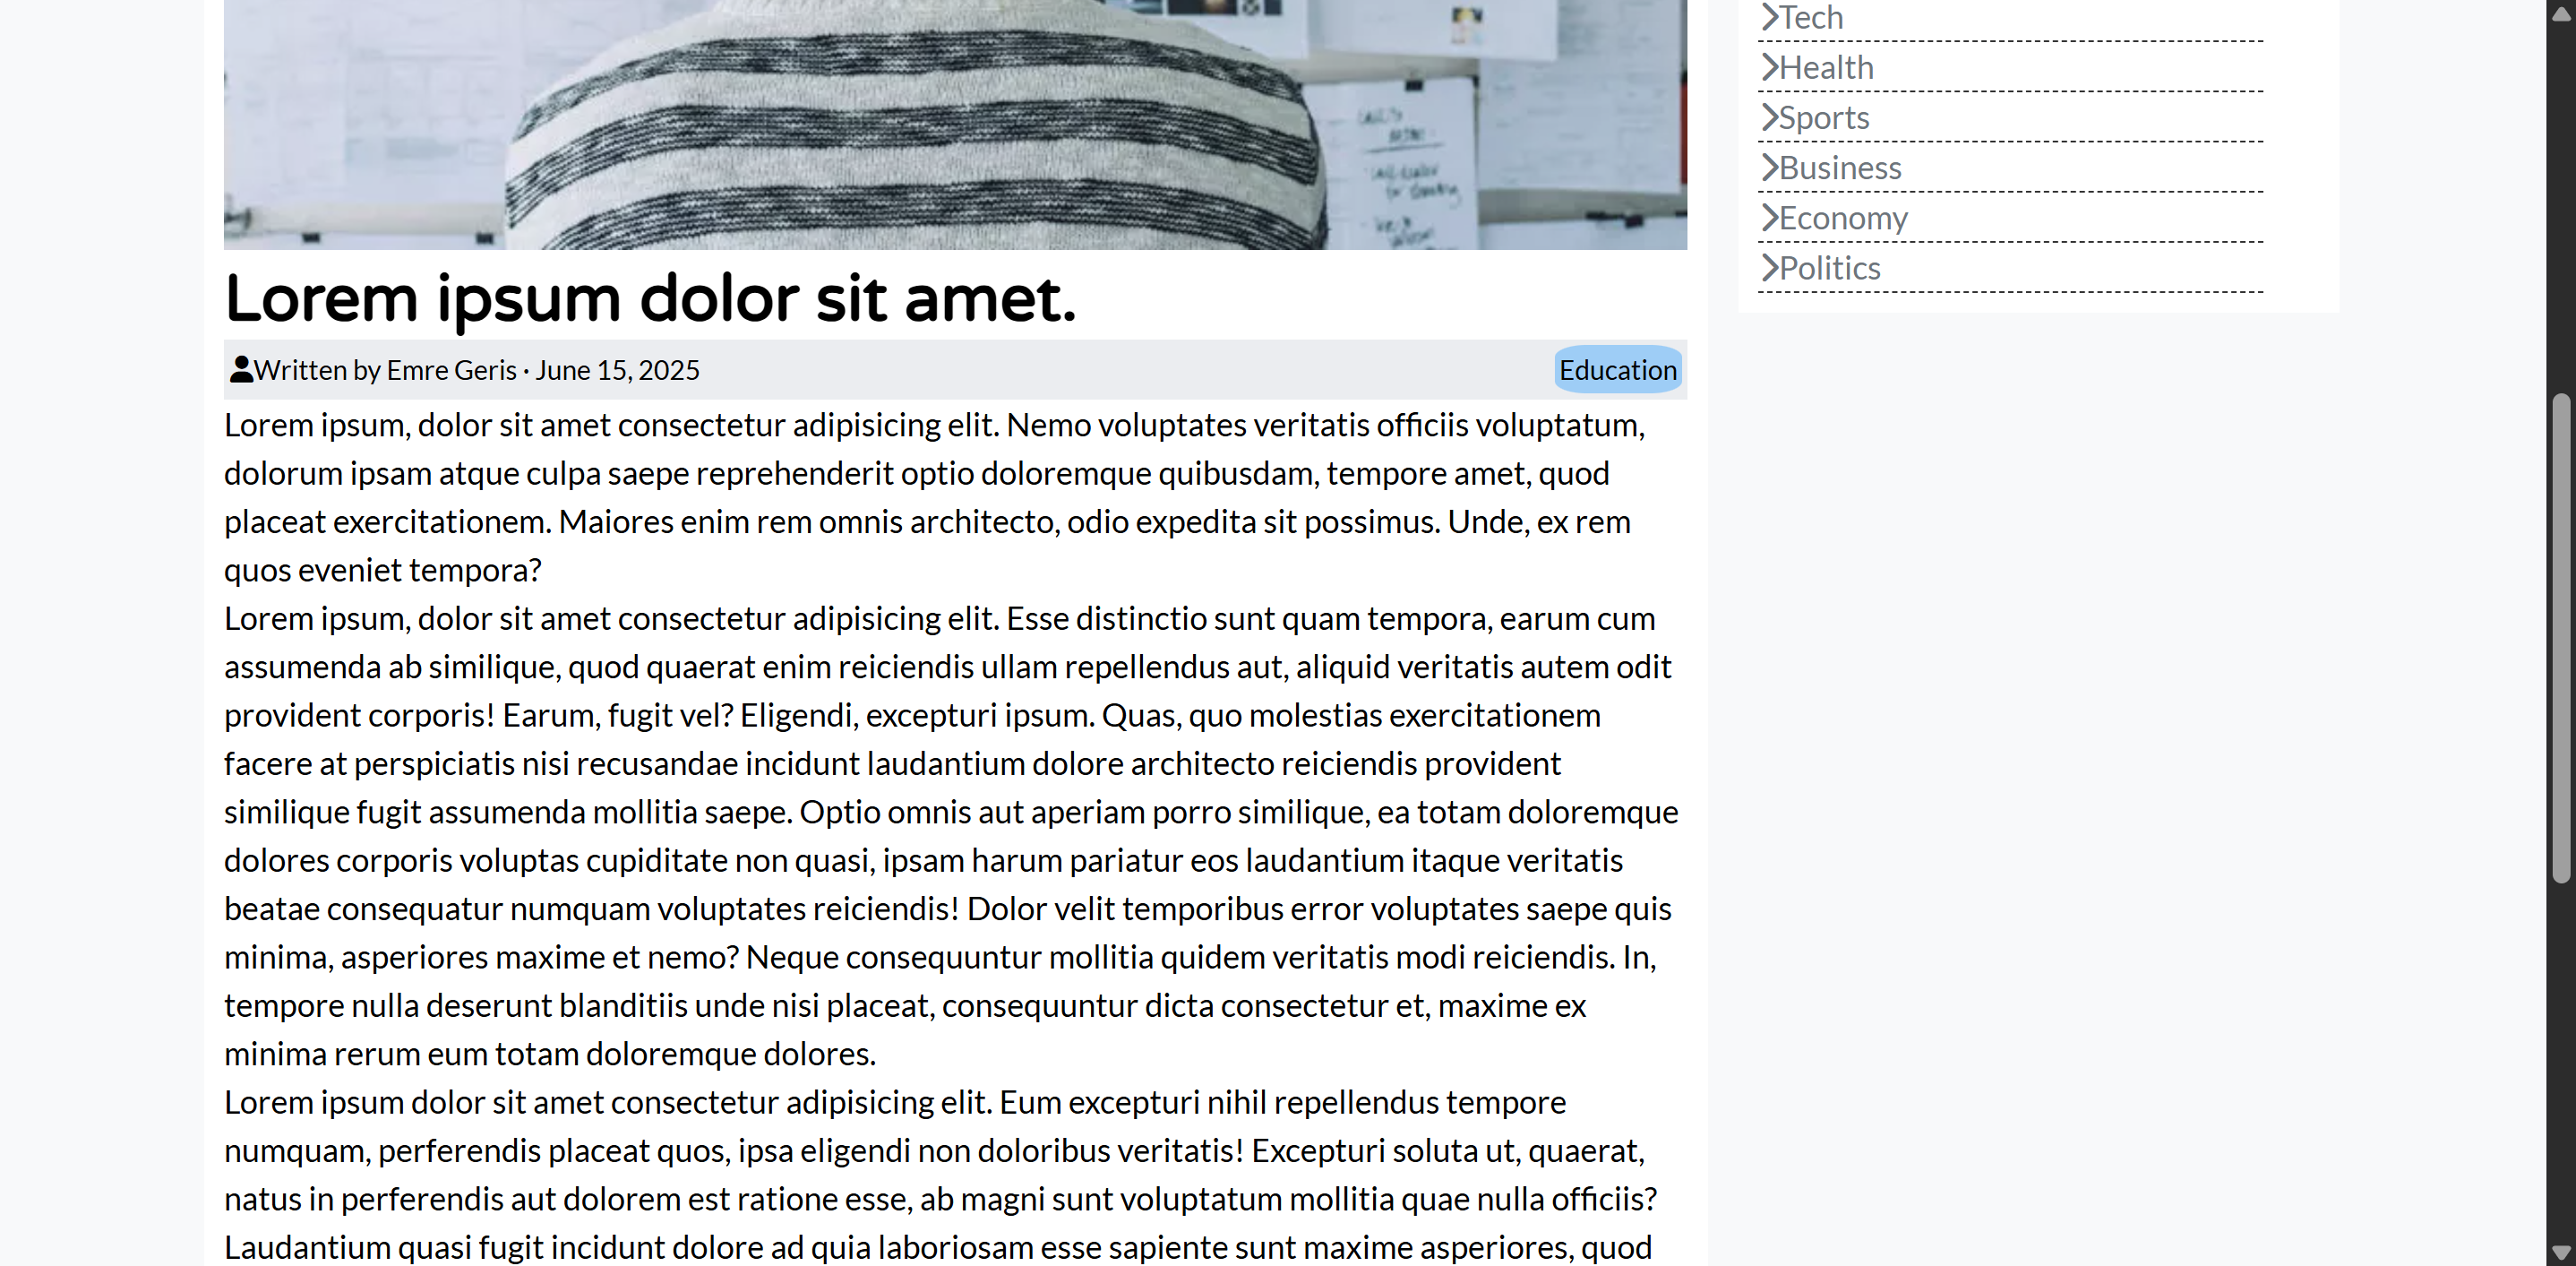 Tech
Health
Sports
Business
Economy
Politics
Lorem ipsum dolor sit amet.
Written by Emre Geris · June 15, 2025
Education
Lorem ipsum, dolor sit amet consectetur adipisicing elit. Nemo voluptates veritatis officiis voluptatum,
dolorum ipsam atque culpa saepe reprehenderit optio doloremque quibusdam, tempore amet, quod
placeat exercitationem. Maiores enim rem omnis architecto, odio expedita sit possimus. Unde, ex rem
quos eveniet tempora?
Lorem ipsum, dolor sit amet consectetur adipisicing elit. Esse distinctio sunt quam tempora, earum cum
assumenda ab similique, quod quaerat enim reiciendis ullam repellendus aut, aliquid veritatis autem odit
provident corporis! Earum, fugit vel? Eligendi, excepturi ipsum. Quas, quo molestias exercitationem
facere at perspiciatis nisi recusandae incidunt laudantium dolore architecto reiciendis provident
similique fugit assumenda mollitia saepe. Optio omnis aut aperiam porro similique, ea totam doloremque
dolores corporis voluptas cupiditate non quasi, ipsam harum pariatur eos laudantium itaque veritatis
beatae consequatur numquam voluptates reiciendis! Dolor velit temporibus error voluptates saepe quis
minima, asperiores maxime et nemo? Neque consequuntur mollitia quidem veritatis modi reiciendis. In,
tempore nulla deserunt blanditiis unde nisi placeat, consequuntur dicta consectetur et, maxime ex
minima rerum eum totam doloremque dolores.
Lorem ipsum dolor sit amet consectetur adipisicing elit. Eum excepturi nihil repellendus tempore
numquam, perferendis placeat quos, ipsa eligendi non doloribus veritatis! Excepturi soluta ut, quaerat,
natus in perferendis aut dolorem est ratione esse, ab magni sunt voluptatum mollitia quae nulla officiis?
Laudantium quasi fugit incidunt dolore ad quia laboriosam esse sapiente sunt maxime asperiores, quod